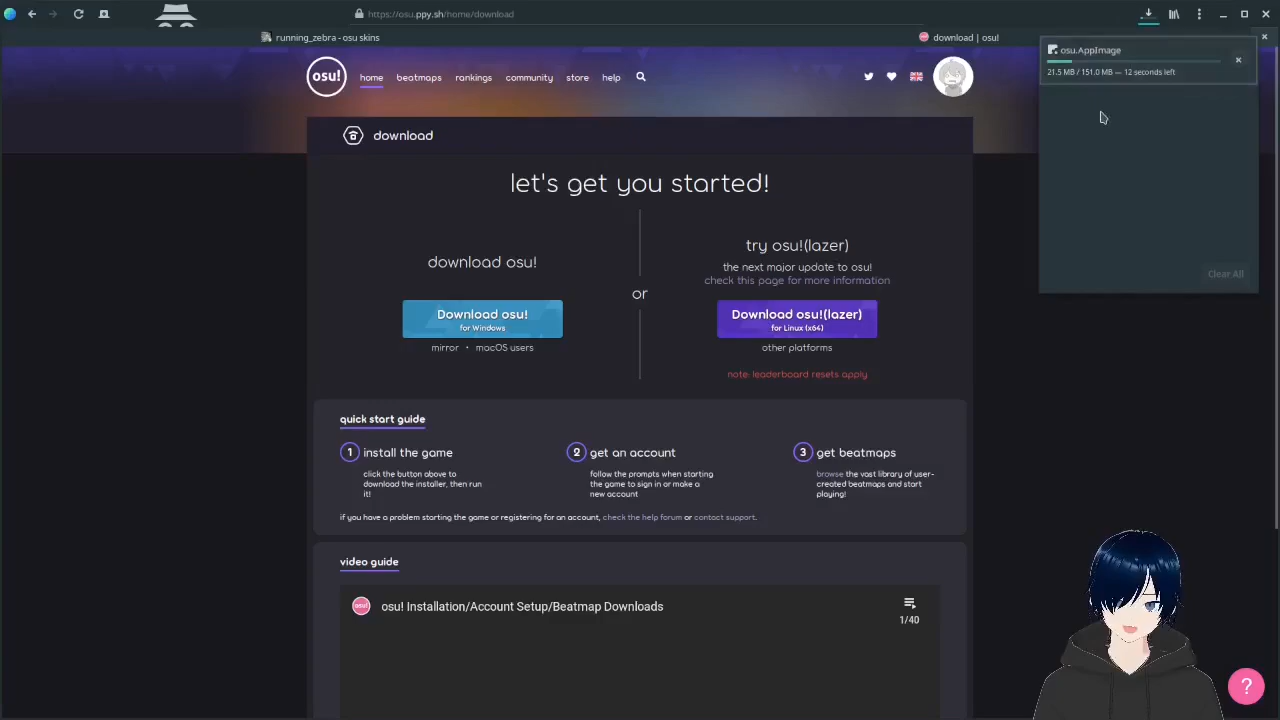 https://osu.ppy.sh/home/download
running_zebra - osu skins
download | osu!
osu.AppImage
21.5 MB / 151.0 MB — 12 seconds left
Clear All
osu!
home
beatmaps
rankings
community
store
help
download
let's get you started!
download osu!
Download osu!
for Windows
mirror • macOS users
or
try osu!(lazer)
the next major update to osu!
check this page for more information
Download osu!(lazer)
for Linux (x64)
other platforms
note: leaderboard resets apply
quick start guide
1 install the game
click the button above to
download the installer, then run
it!
2 get an account
follow the prompts when starting
the game to sign in or make a
new account
3 get beatmaps
browse the vast library of user-
created beatmaps and start
playing!
if you have a problem starting the game or registering for an account, check the help forum or contact support.
video guide
osu!
osu! Installation/Account Setup/Beatmap Downloads
1/40
?